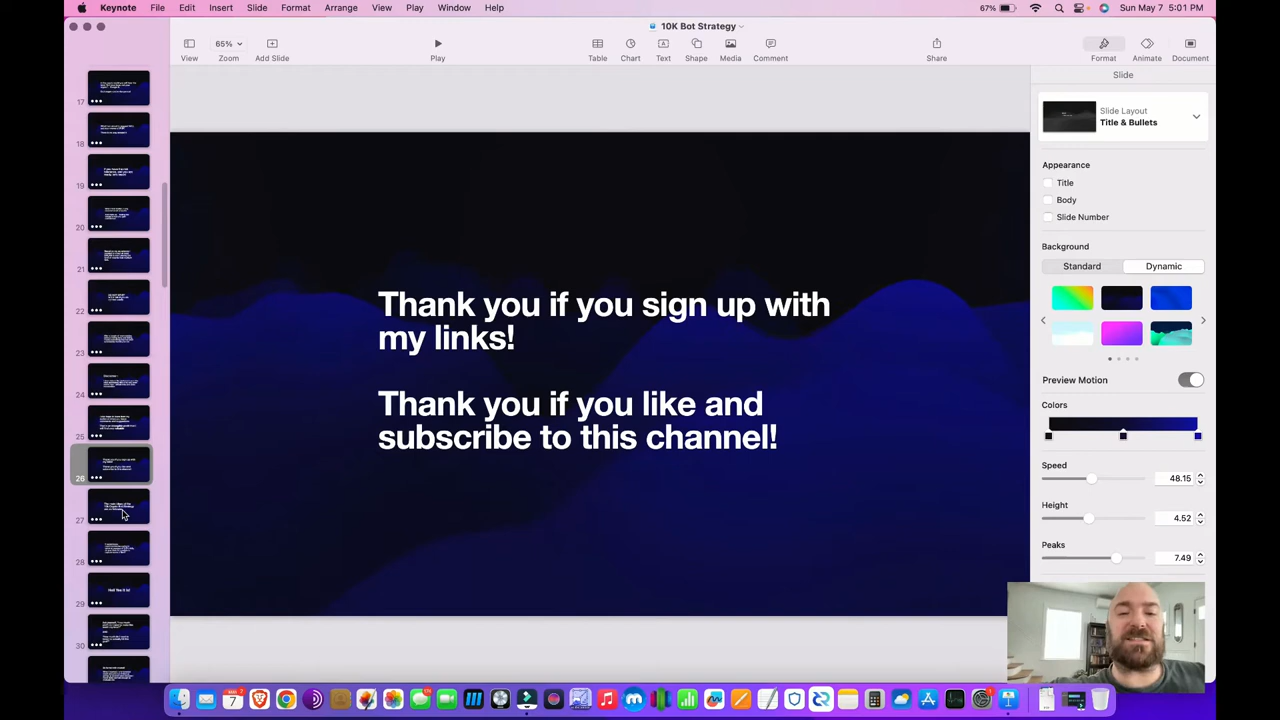 Keynote File Edit Insert Slide Format Arrange View Play Window Help
67% Sun May 7 5:01 PM
10K Bot Strategy
65%
View Zoom Add Slide Play Table Chart Text Shape Media Comment Share Format Animate Document
Slide
Slide Layout
Title & Bullets
Appearance
Title
Body
Slide Number
Background
Standard Dynamic
Preview Motion
Colors
Speed
48.15
Height
4.52
Peaks
7.49
17
18
19
20
21
22
23
24
25
26
27
28
Hell Yes it is!
29
30
Thank you if you sign up with
my links!
Thank you if you like and
subscribe to this channel!